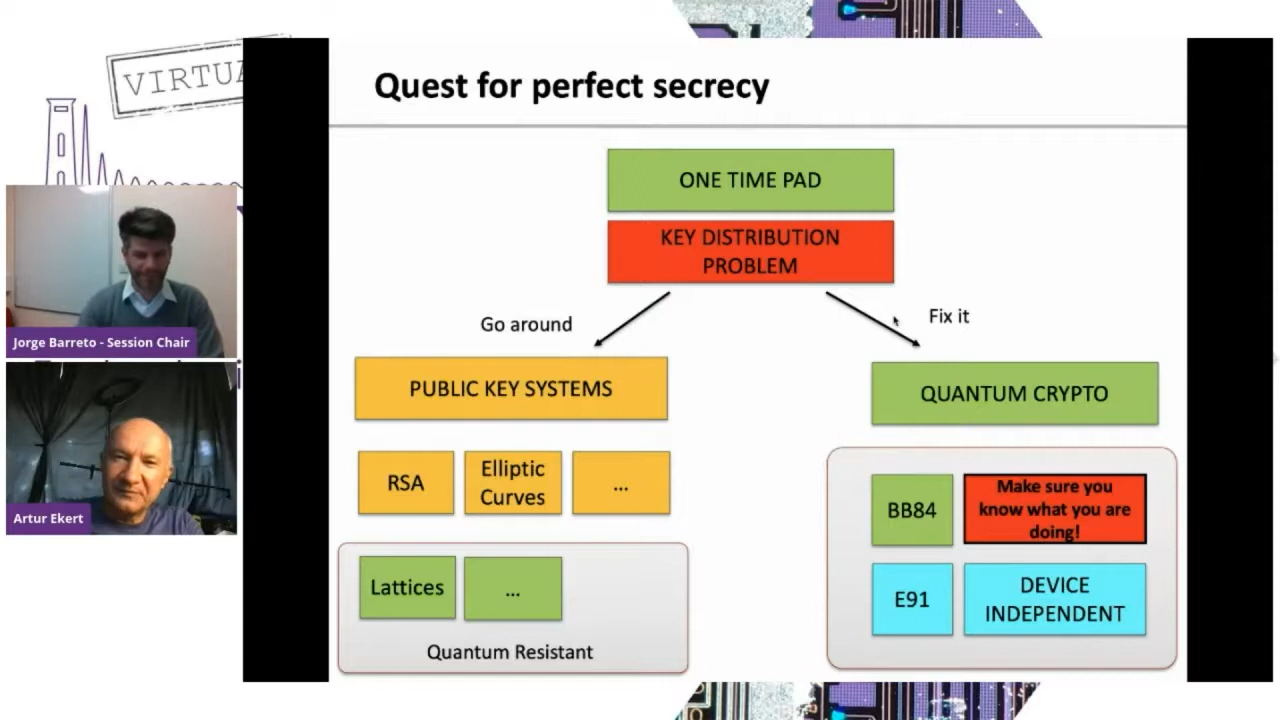 VIRTUA
Quest for perfect secrecy
ONE TIME PAD
KEY DISTRIBUTION
PROBLEM
Go around
Fix it
PUBLIC KEY SYSTEMS
QUANTUM CRYPTO
RSA
Elliptic
Curves
...
BB84
Make sure you
know what you are
doing!
Lattices
...
E91
DEVICE
INDEPENDENT
Quantum Resistant
Jorge Barreto - Session Chair
Artur Ekert